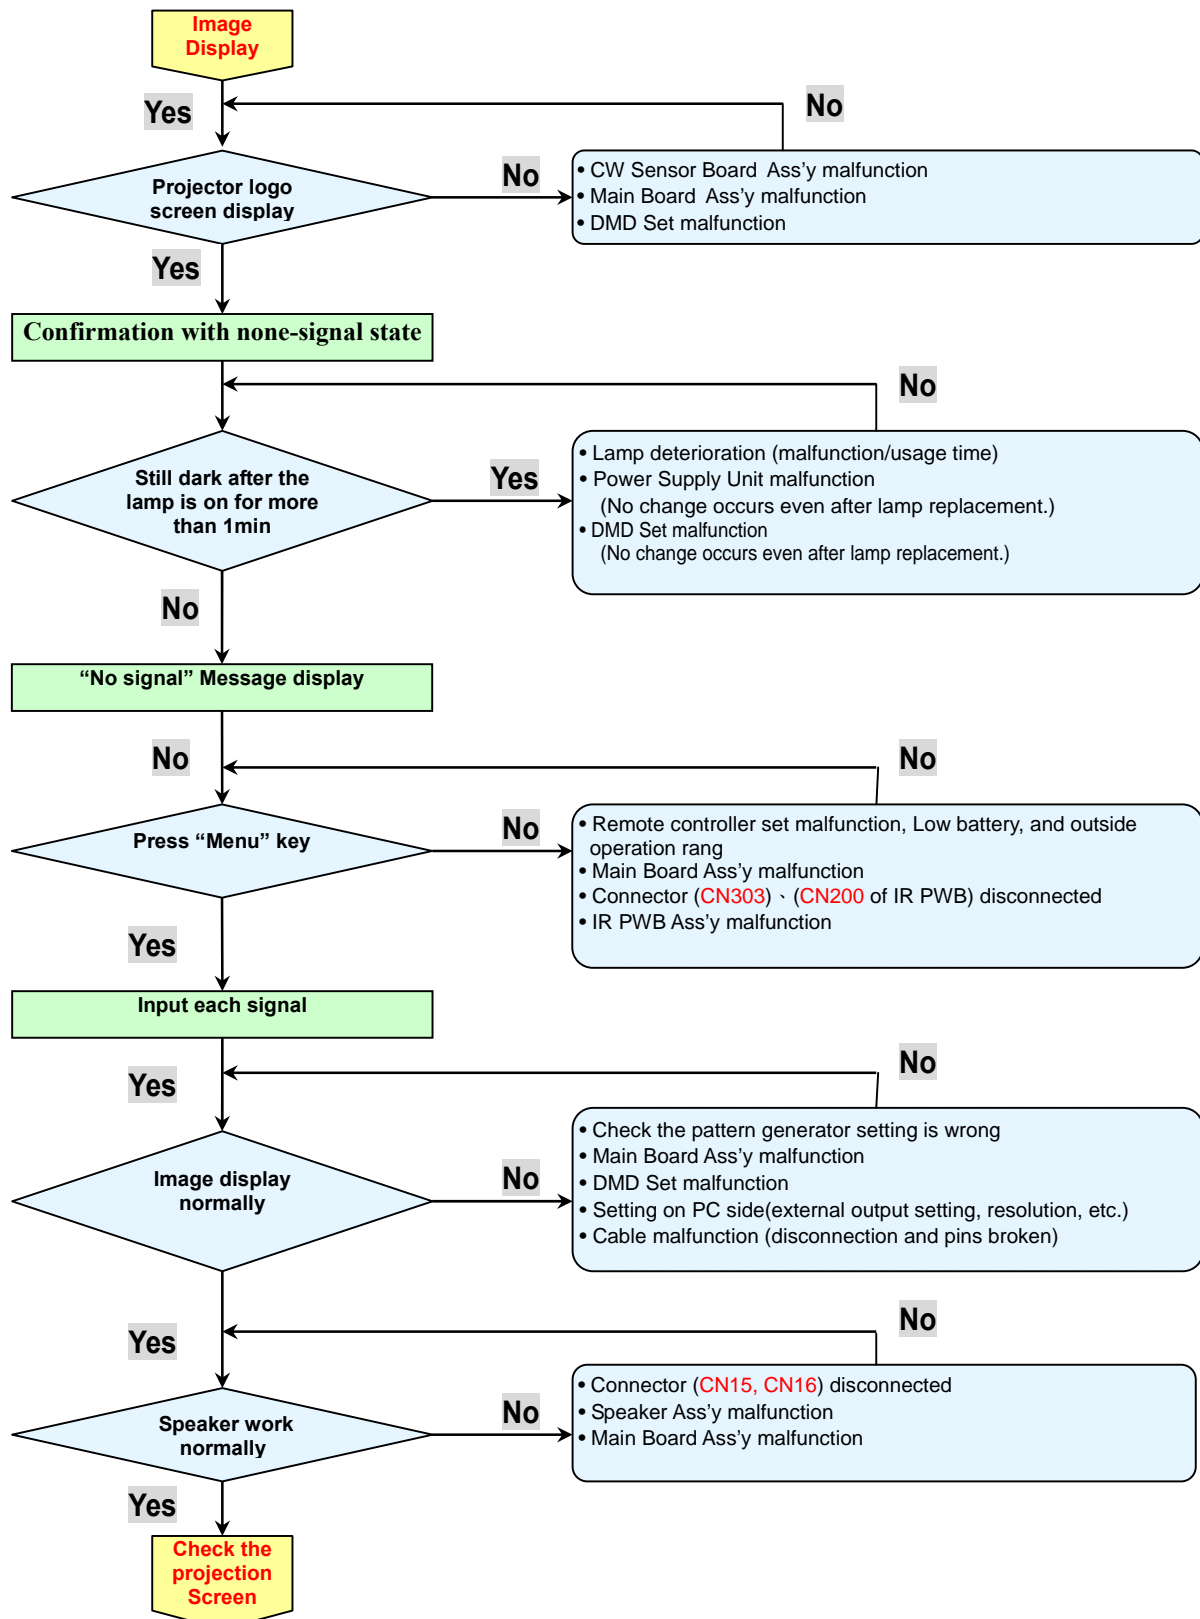 Image
Display
Yes
No
Projector logo
screen display
No
• CW Sensor Board Ass'y malfunction
• Main Board Ass'y malfunction
• DMD Set malfunction
Yes
Confirmation with none-signal state
No
Still dark after the
lamp is on for more
than 1min
Yes
• Lamp deterioration (malfunction/usage time)
• Power Supply Unit malfunction
(No change occurs even after lamp replacement.)
• DMD Set malfunction
(No change occurs even after lamp replacement.)
No
“No signal” Message display
No
No
Press “Menu” key
No
• Remote controller set malfunction, Low battery, and outside
operation rang
• Main Board Ass'y malfunction
• Connector (CN303)、(CN200 of IR PWB) disconnected
• IR PWB Ass'y malfunction
Yes
Input each signal
Yes
No
Image display
normally
No
• Check the pattern generator setting is wrong
• Main Board Ass'y malfunction
• DMD Set malfunction
• Setting on PC side(external output setting, resolution, etc.)
• Cable malfunction (disconnection and pins broken)
Yes
No
Speaker work
normally
No
• Connector (CN15, CN16) disconnected
• Speaker Ass'y malfunction
• Main Board Ass'y malfunction
Yes
Check the
projection
Screen